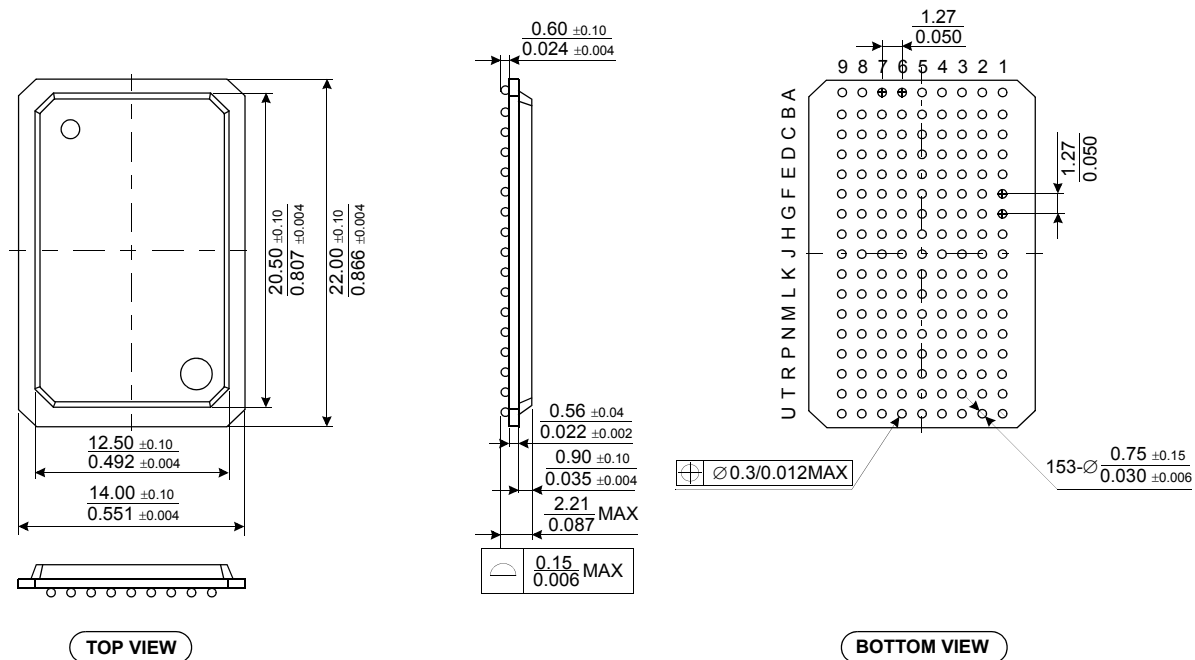 0.60 ±0.10
0.024 ±0.004
1.27
0.050
9 8 7 6 5 4 3 2 1
A
B
C
D
E
F
G
H
J
K
L
M
N
P
R
T
U
1.27
0.050
20.50 ±0.10
0.807 ±0.004
22.00 ±0.10
0.866 ±0.004
12.50 ±0.10
0.492 ±0.004
14.00 ±0.10
0.551 ±0.004
0.56 ±0.04
0.022 ±0.002
0.90 ±0.10
0.035 ±0.004
2.21
0.087 MAX
0.15
0.006 MAX
Ø0.3/0.012MAX
153-Ø 0.75 ±0.15
0.030 ±0.006
TOP VIEW
BOTTOM VIEW